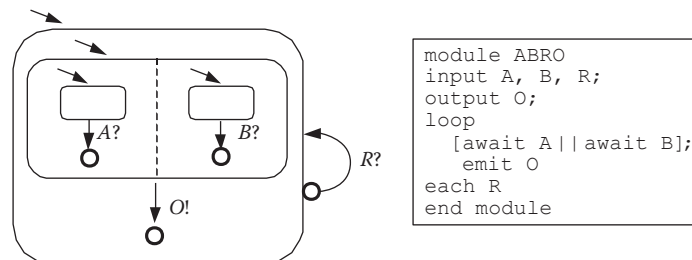 A?
B?
R?
O!
module ABRO
input A, B, R;
output O;
loop
[await A || await B];
emit O
each R
end module